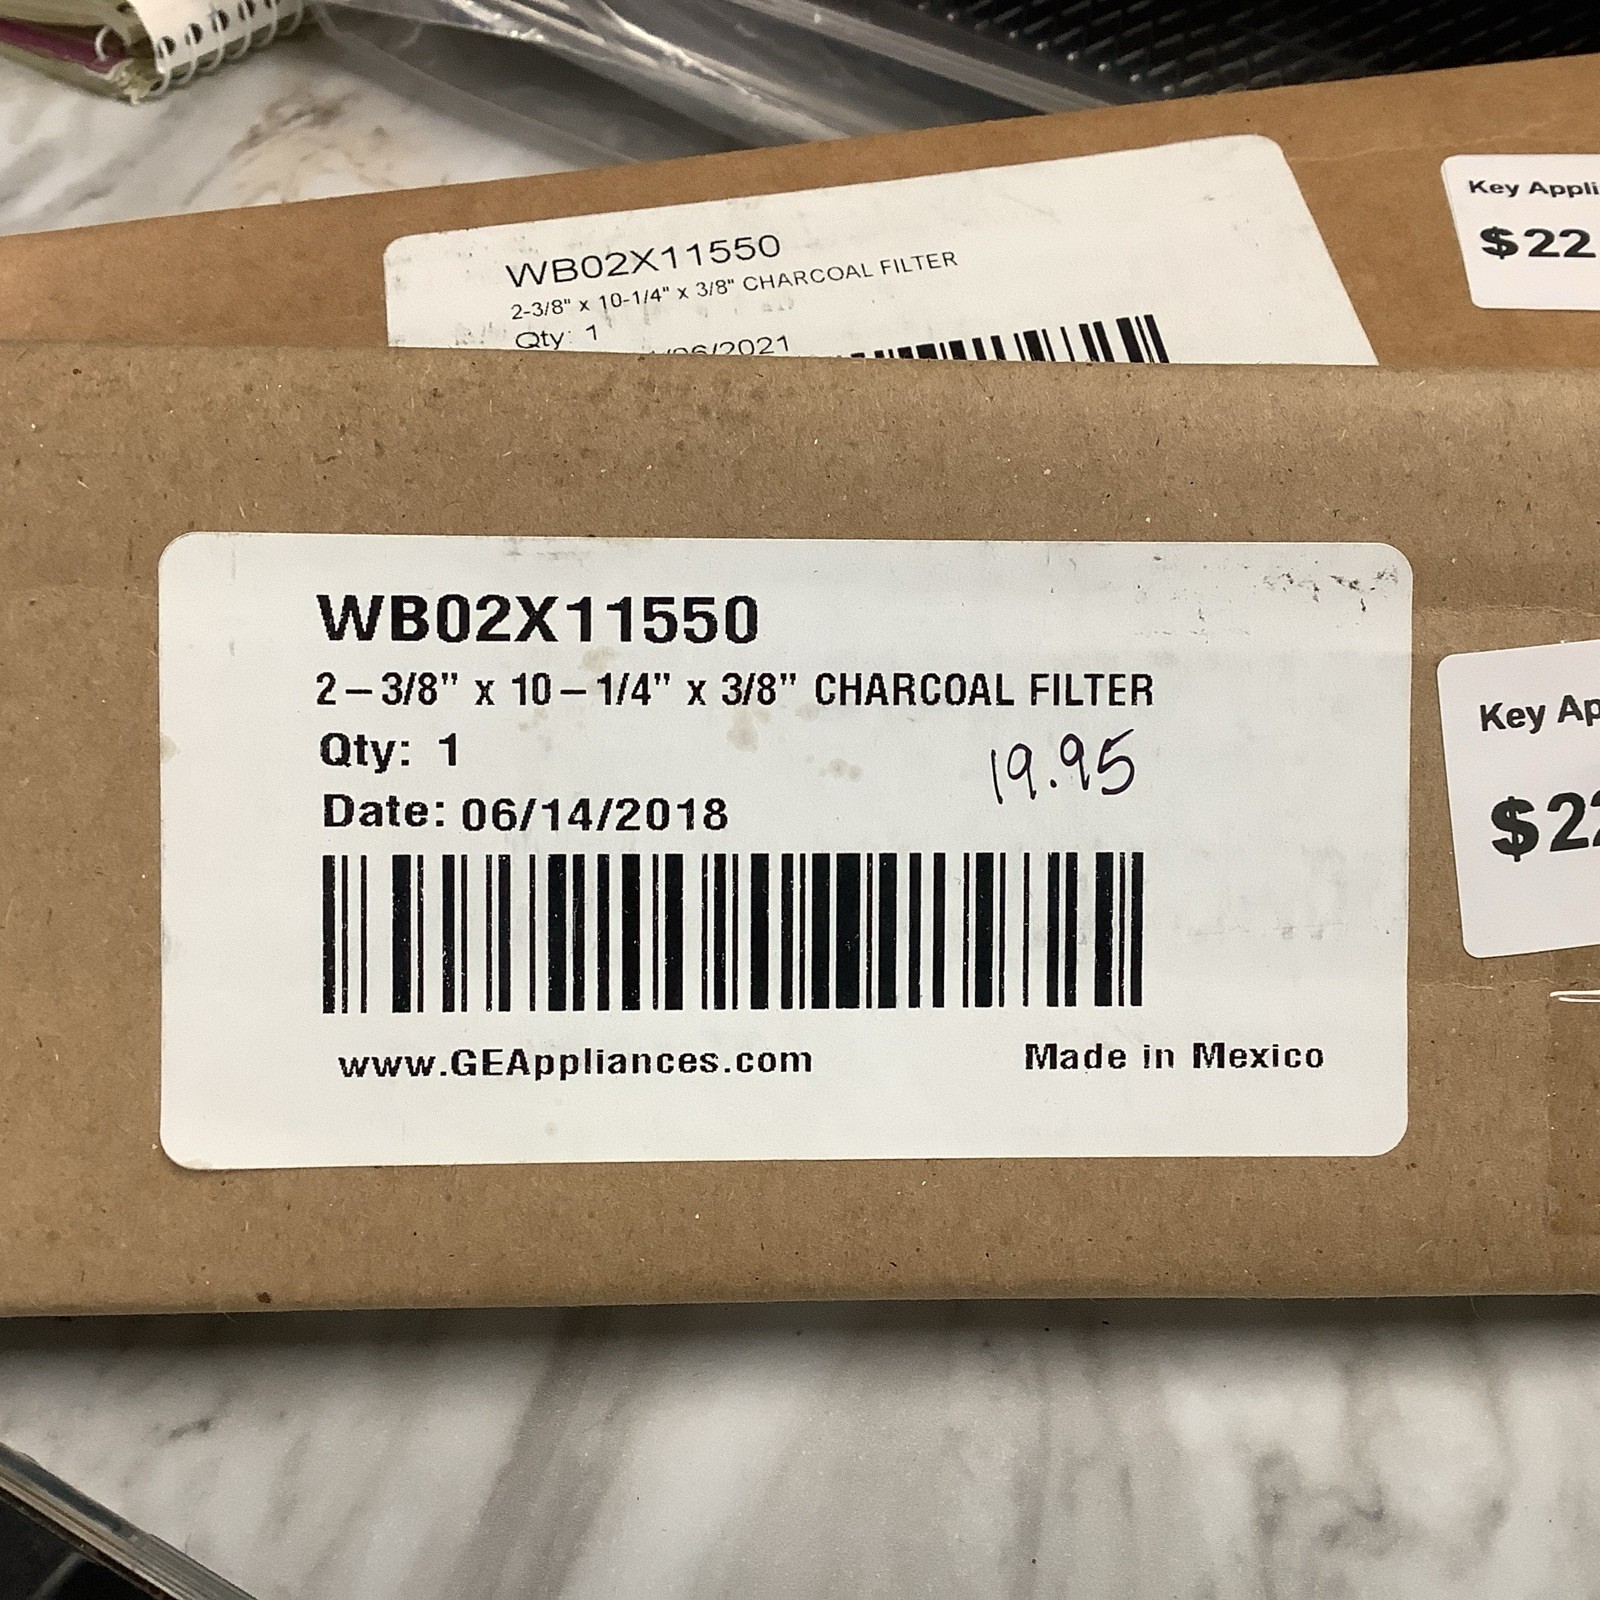 WB02X11550
2-3/8" x 10-1/4" x 3/8" CHARCOAL FILTER
Qty: 1
/06/2021
Key Appli
$22
WB02X11550
2-3/8" x 10-1/4" x 3/8" CHARCOAL FILTER
Qty: 1
19.95
Date: 06/14/2018
www.GEAppliances.com
Made in Mexico
Key Ap
$22